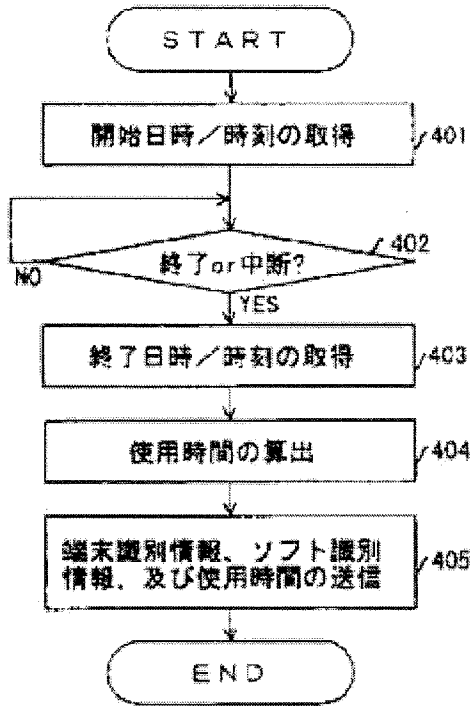 START
開始日時／時刻の取得
401
402
終了or中断?
NO
YES
終了日時／時刻の取得
403
使用時間の算出
404
端末識別情報、ソフト識別
情報、及び使用時間の送信
405
END